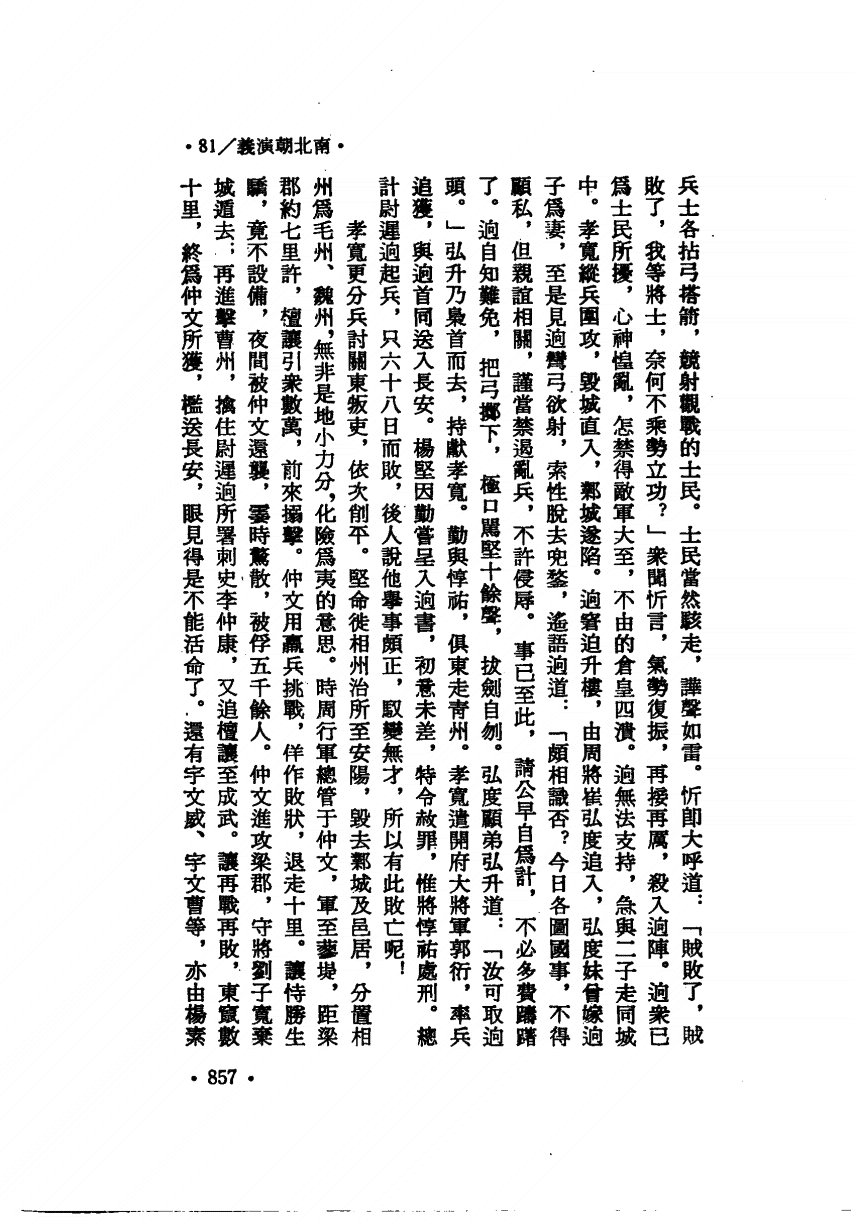 ·81／義演朝北南·
兵士各拈弓搭箭，競射觀戰的士民。士民當然駭走，譁聲如雷。忻即大呼道：「賊敗了，賊
敗了，我等將士，奈何不乘勢立功？」衆聞忻言，氣勢復振，再接再厲，殺入迥陣。迥衆已
爲士民所擾，心神惶亂，怎禁得敵軍大至，不由的倉皇四潰。迥無法支持，急與二子走同城
中。孝寬縱兵圍攻，毀城直入，鄴城遂陷。迥窘迫升樓，由周將崔弘度追入，弘度妹曾嫁迥
子爲妻，至是見迥彎弓欲射，索性脫去兜鍪，遙語迥道：「頗相識否？今日各圖國事，不得
顧私，但親誼相關，謹當禁遏亂兵，不許侵辱。事已至此，請公早自爲計，不必多費躊躇
了。迥自知難免，把弓擲下，極口罵堅十餘聲，拔劍自刎。弘度顧弟弘升道：「汝可取迥
頭。」弘升乃梟首而去，持獻孝寬。勤與惇祐，俱東走青州。孝寬遣開府大將軍郭衍，率兵
追獲，與迥首同送入長安。楊堅因勤嘗呈入迥書，初意未差，特令赦罪，惟將惇祐處刑。總
計尉遲迥起兵，只六十八日而敗，後人說他舉事頗正，馭變無才，所以有此敗亡呢！
孝寬更分兵討關東叛吏，依次削平。堅命徙相州治所至安陽，毀去鄴城及邑居，分置相
州爲毛州、魏州，無非是地小力分，化險爲夷的意思。時周行軍總管于仲文，軍至蓼堤，距梁
郡約七里許，檀讓引衆數萬，前來搦擊。仲文用羸兵挑戰，佯作敗狀，退走十里。讓恃勝生
驕，竟不設備，夜間被仲文還襲，霎時驚散，被俘五千餘人。仲文進攻梁郡，守將劉子寬棄
城遁去；再進擊曹州，擒住尉遲迥所署刺史李仲康，又追檀讓至成武。讓再戰再敗，東竄數
十里，終爲仲文所獲，檻送長安，眼見得是不能活命了。還有宇文威、宇文曹等，亦由楊素
·857·